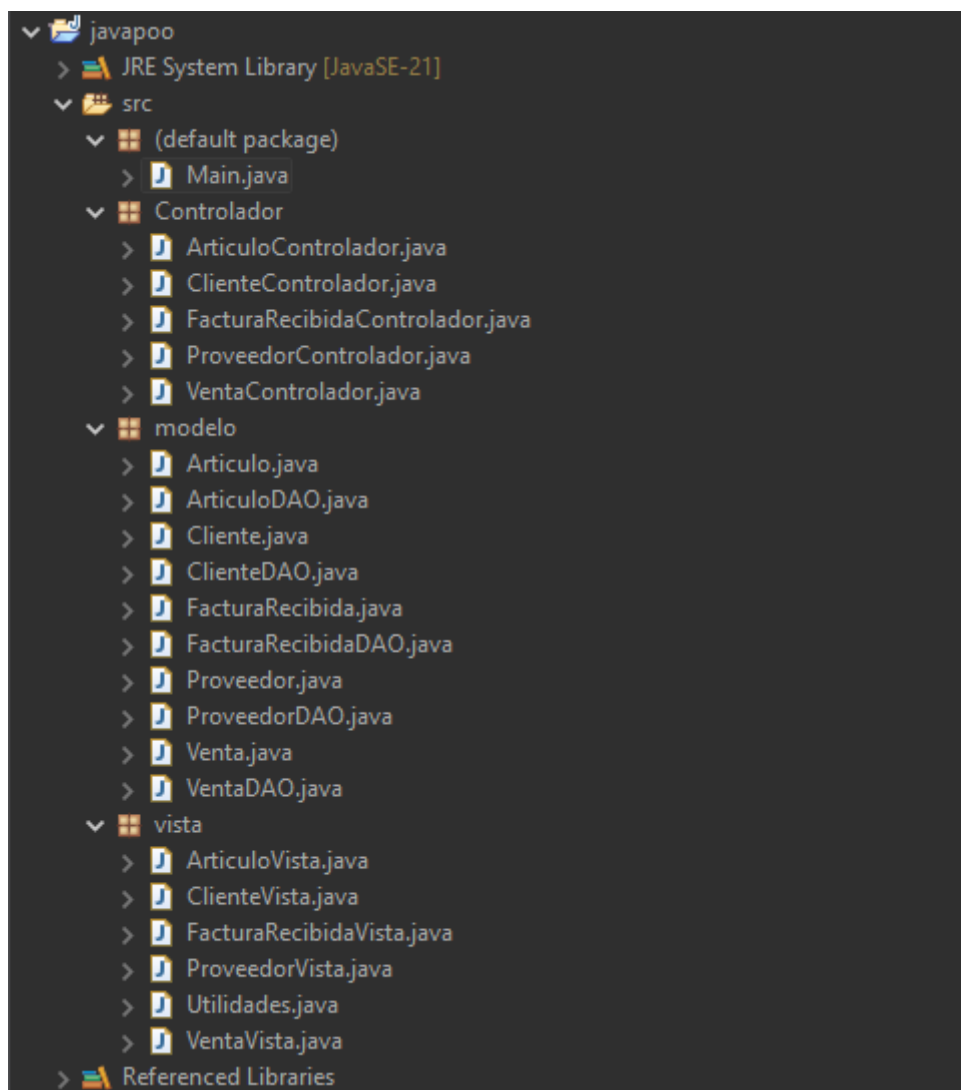 javapoo
JRE System Library [JavaSE-21]
src
(default package)
Main.java
Controlador
ArticuloControlador.java
ClienteControlador.java
FacturaRecibidaControlador.java
ProveedorControlador.java
VentaControlador.java
modelo
Articulo.java
ArticuloDAO.java
Cliente.java
ClienteDAO.java
FacturaRecibida.java
FacturaRecibidaDAO.java
Proveedor.java
ProveedorDAO.java
Venta.java
VentaDAO.java
vista
ArticuloVista.java
ClienteVista.java
FacturaRecibidaVista.java
ProveedorVista.java
Utilidades.java
VentaVista.java
Referenced Libraries